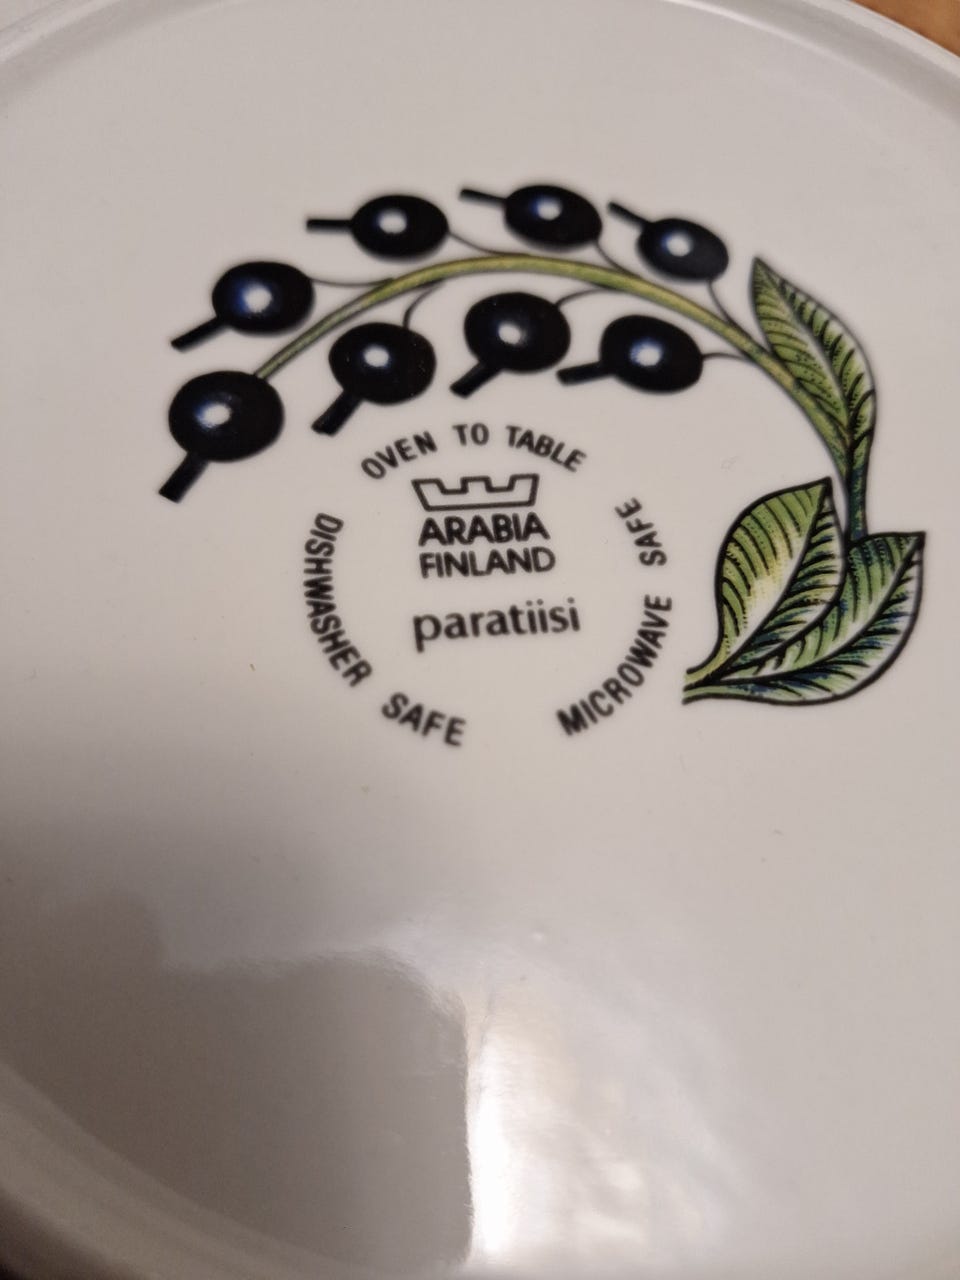 OVEN TO TABLE
ARABIA
FINLAND
paratiisi
DISHWASHER SAFE
MICROWAVE SAFE